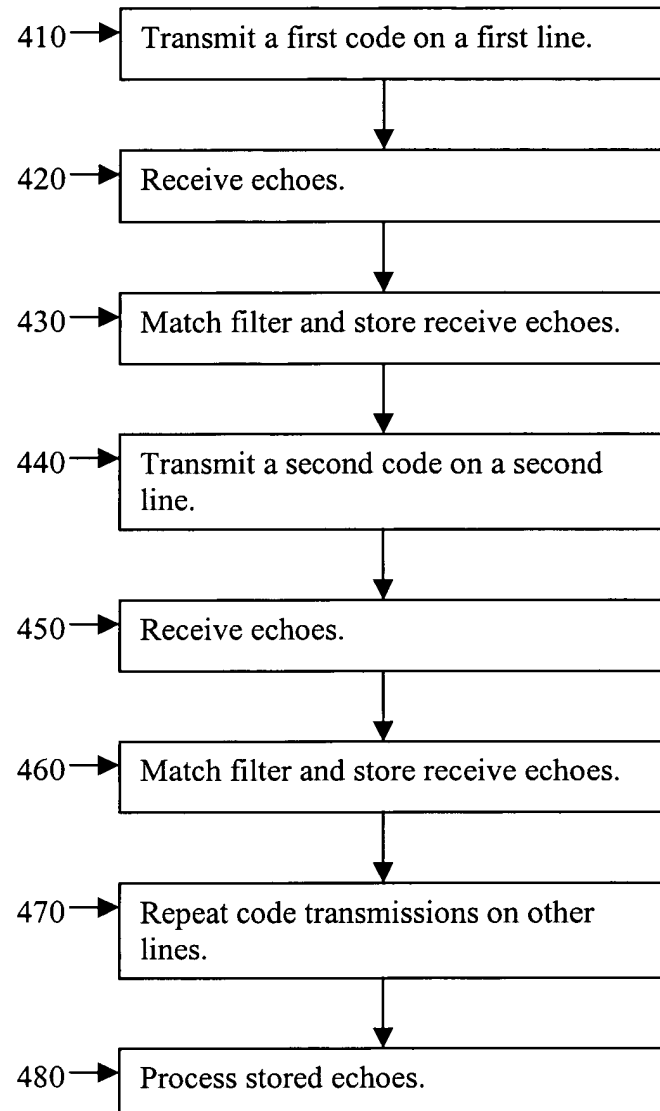 410 Transmit a first code on a first line.
420 Receive echoes.
430 Match filter and store receive echoes.
440 Transmit a second code on a second
line.
450 Receive echoes.
460 Match filter and store receive echoes.
470 Repeat code transmissions on other
lines.
480 Process stored echoes.